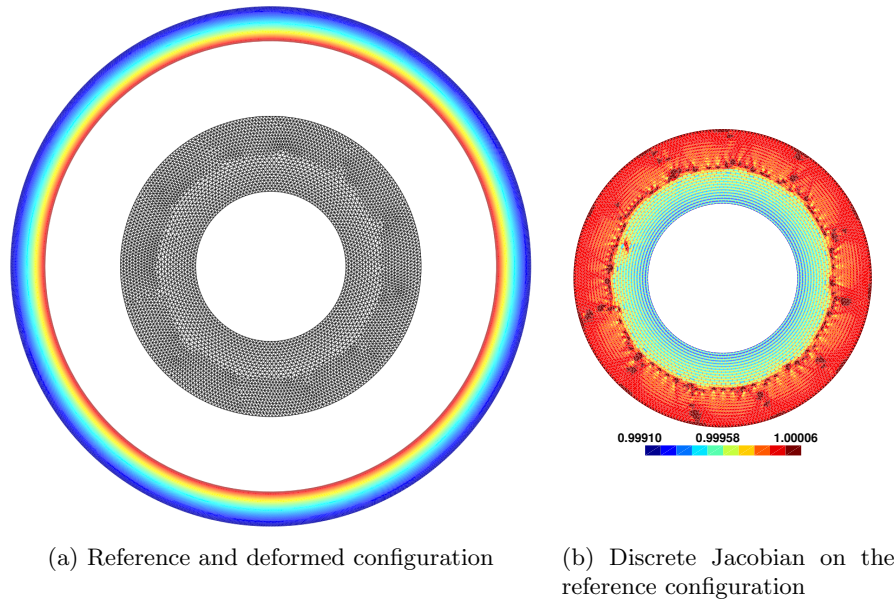 0.99910 0.99958 1.00006
(a) Reference and deformed configuration
(b) Discrete Jacobian on the
reference configuration